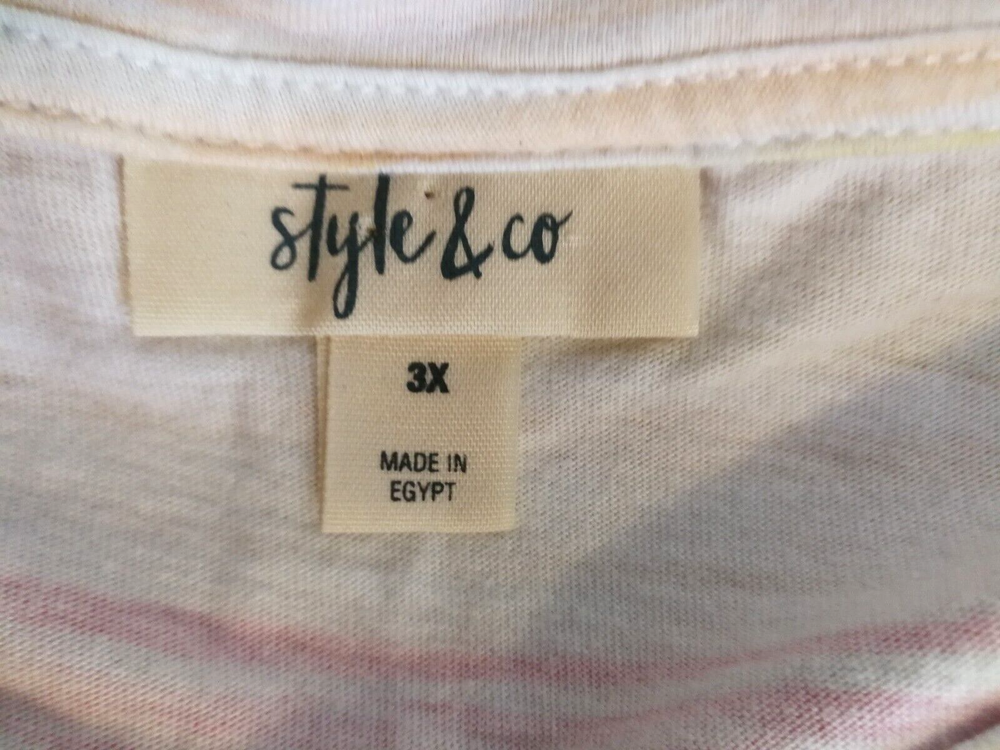 style & co
3X
MADE IN
EGYPT